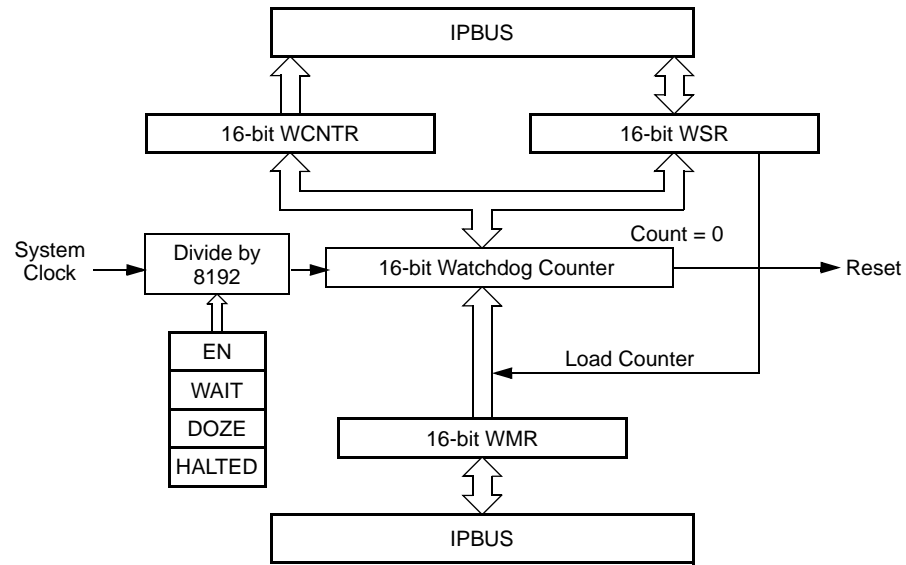 IPBUS
16-bit WCNTR
16-bit WSR
Count = 0
System
Clock
Divide by
8192
16-bit Watchdog Counter
Reset
EN
WAIT
DOZE
HALTED
Load Counter
16-bit WMR
IPBUS